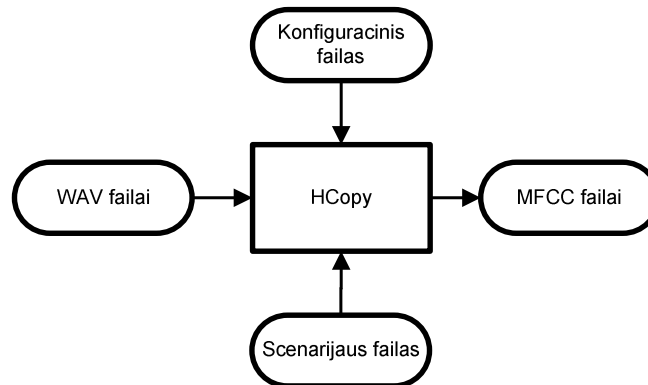 Konfiguracinis
failas
WAV failai
HCopy
MFCC failai
Scenarijaus failas